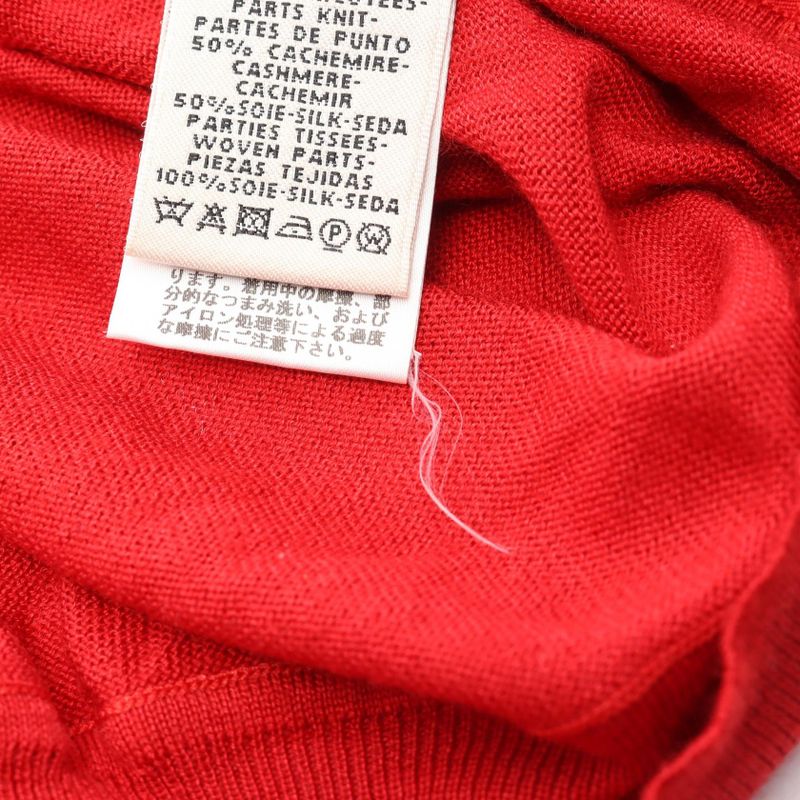 PARTS KNIT-
PARTES DE PUNTO
50% CACHEMIRE-
CASHMERE-
CACHEMIR
50%SOIE-SILK-SEDA
PARTIES TISSEES-
WOVEN PARTS-
PIEZAS TEJIDAS
100%SOIE-SILK-SEDA
P W
ります。着用中の摩擦、部
分的なつまみ洗い、および
アイロン処理等による過度
な摩擦にご注意下さい。